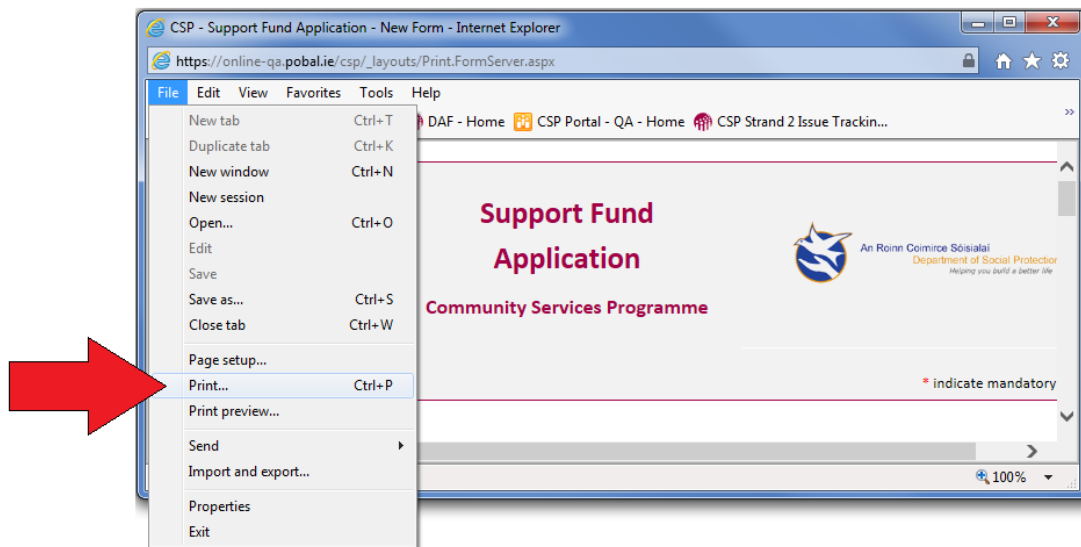 CSP - Support Fund Application - New Form - Internet Explorer
https://online-qa.pobal.ie/csp/_layouts/Print.FormServer.aspx
File Edit View Favorites Tools Help
DAF - Home CSP Portal - QA - Home CSP Strand 2 Issue Trackin... »
New tab Ctrl+T
Duplicate tab Ctrl+K
New window Ctrl+N
New session
Open... Ctrl+O
Edit
Save
Save as... Ctrl+S
Close tab Ctrl+W
Page setup...
Print... Ctrl+P
Print preview...
Send
Import and export...
Properties
Exit
Support Fund
Application
Community Services Programme
An Roinn Coimirce Sóisialaí
Department of Social Protection
Helping you build a better life
* indicate mandatory
100%